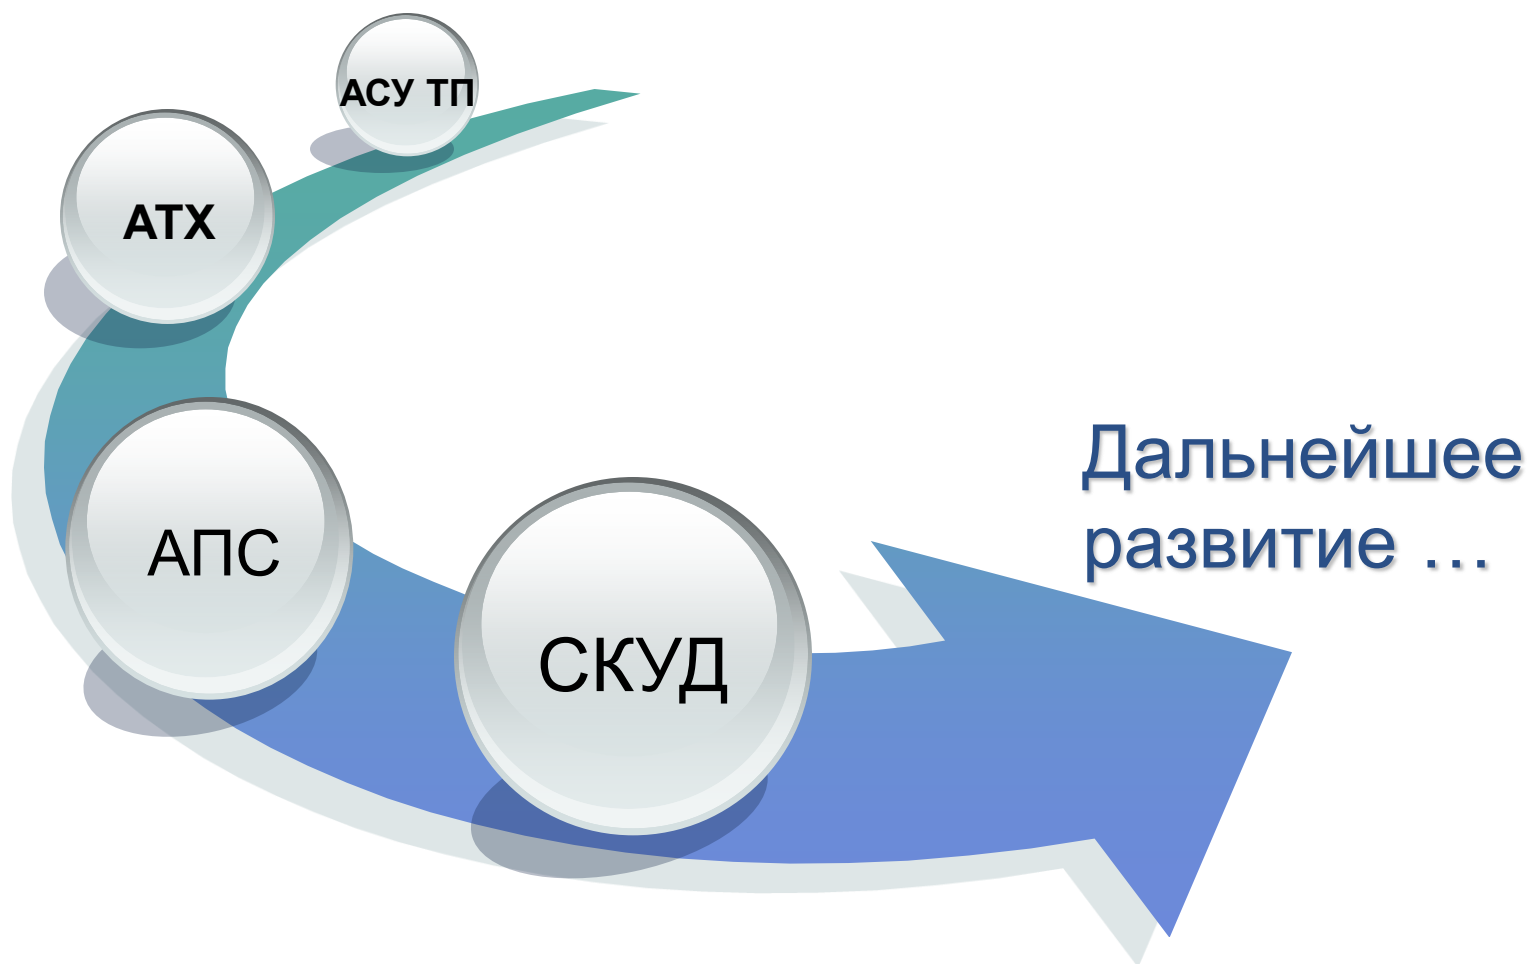 АСУ ТП
АТХ
АПС
СКУД
Дальнейшее
развитие …